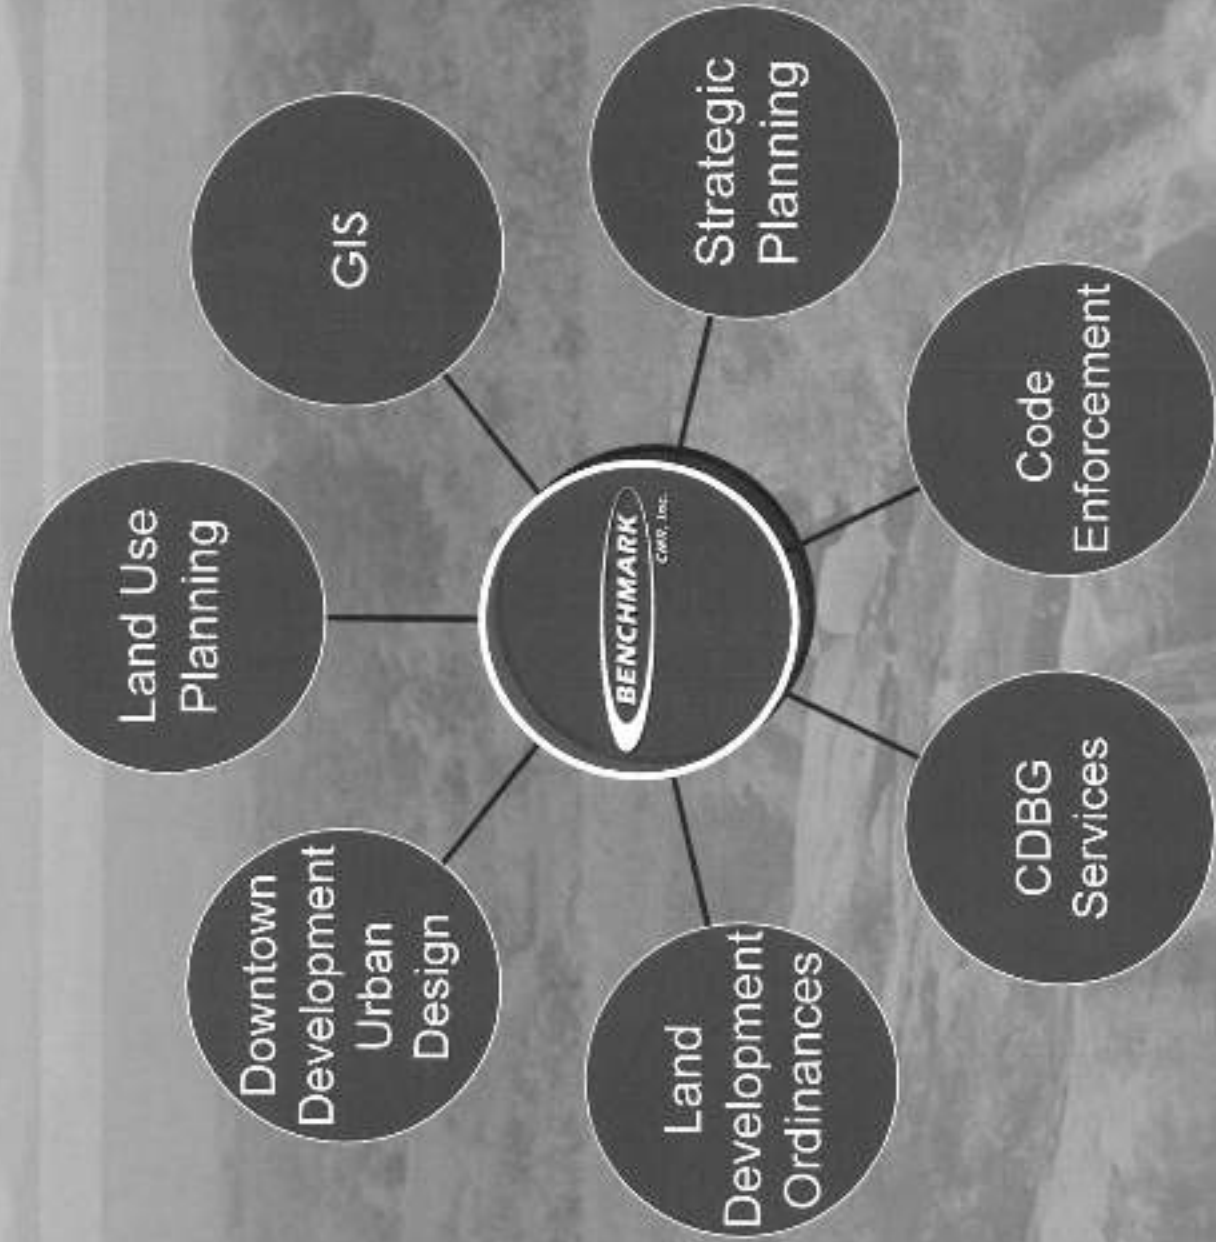 Land Use
Planning
GIS
Strategic
Planning
Code
Enforcement
CDBG
Services
Land
Development
Ordinances
Downtown
Development
Urban
Design
BENCHMARK
CMR, Inc.